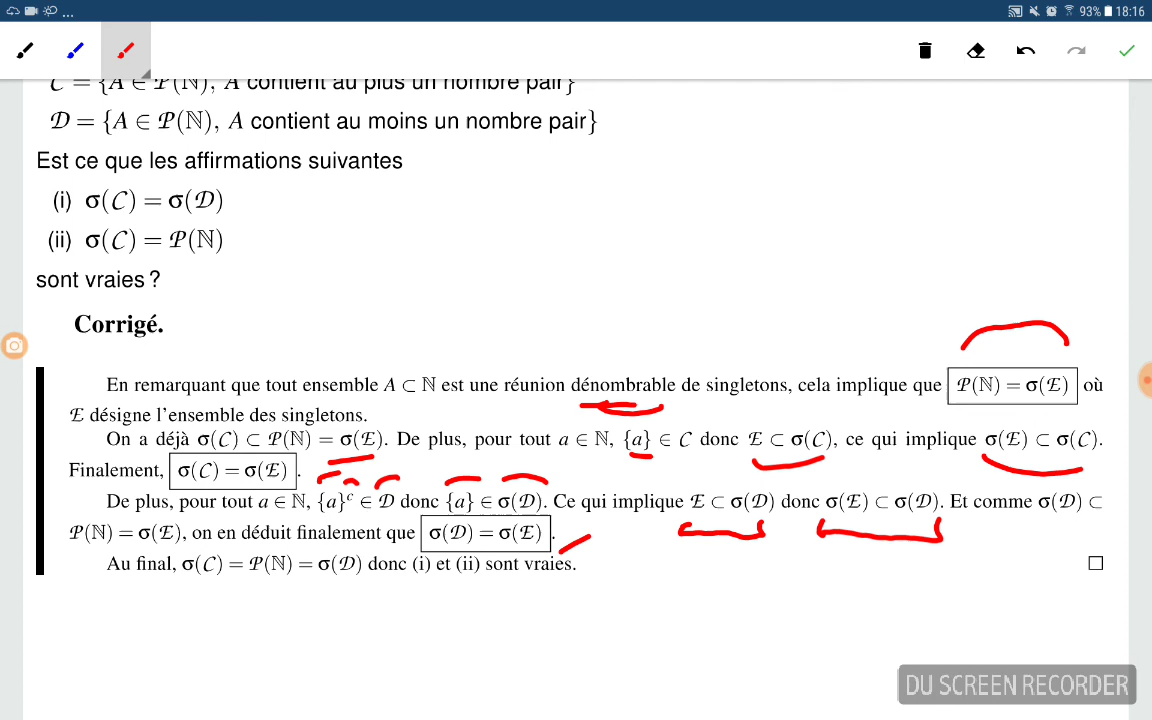 ... 93% 18:16
C = {A ∈ P(ℕ), A contient au plus un nombre pair}
D = {A ∈ P(ℕ), A contient au moins un nombre pair}
Est ce que les affirmations suivantes
(i) σ(C) = σ(D)
(ii) σ(C) = P(ℕ)
sont vraies ?
Corrigé.
En remarquant que tout ensemble A ⊂ ℕ est une réunion dénombrable de singletons, cela implique que P(ℕ) = σ(E) où
E désigne l'ensemble des singletons.
On a déjà σ(C) ⊂ P(ℕ) = σ(E). De plus, pour tout a ∈ ℕ, {a} ∈ C donc E ⊂ σ(C), ce qui implique σ(E) ⊂ σ(C).
Finalement, σ(C) = σ(E).
De plus, pour tout a ∈ ℕ, {a}ᶜ ∈ D donc {a} ∈ σ(D). Ce qui implique E ⊂ σ(D) donc σ(E) ⊂ σ(D). Et comme σ(D) ⊂
P(ℕ) = σ(E), on en déduit finalement que σ(D) = σ(E).
Au final, σ(C) = P(ℕ) = σ(D) donc (i) et (ii) sont vraies. □
DU SCREEN RECORDER